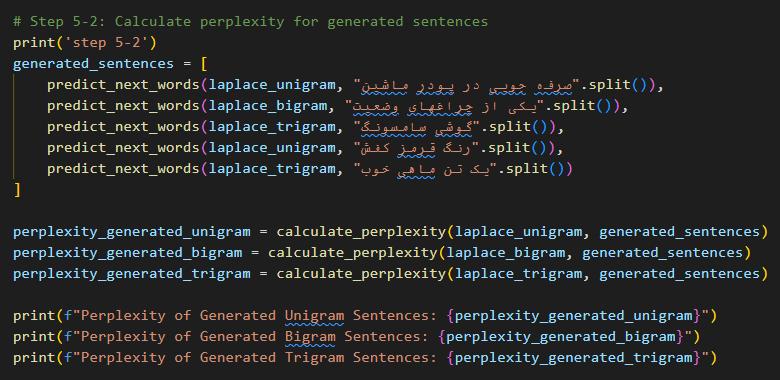 # Step 5-2: Calculate perplexity for generated sentences
print('step 5-2')
generated_sentences = [
    predict_next_words(laplace_unigram, "صرفه جویی در پودر ماشین".split()),
    predict_next_words(laplace_bigram, "یکی از چراغهای وضعیت".split()),
    predict_next_words(laplace_trigram, "گوشی سامسونگ".split()),
    predict_next_words(laplace_unigram, "رنگ قرمز کفش".split()),
    predict_next_words(laplace_trigram, "یک تن ماهی خوب".split())
]
perplexity_generated_unigram = calculate_perplexity(laplace_unigram, generated_sentences)
perplexity_generated_bigram = calculate_perplexity(laplace_bigram, generated_sentences)
perplexity_generated_trigram = calculate_perplexity(laplace_trigram, generated_sentences)
print(f"Perplexity of Generated Unigram Sentences: {perplexity_generated_unigram}")
print(f"Perplexity of Generated Bigram Sentences: {perplexity_generated_bigram}")
print(f"Perplexity of Generated Trigram Sentences: {perplexity_generated_trigram}")